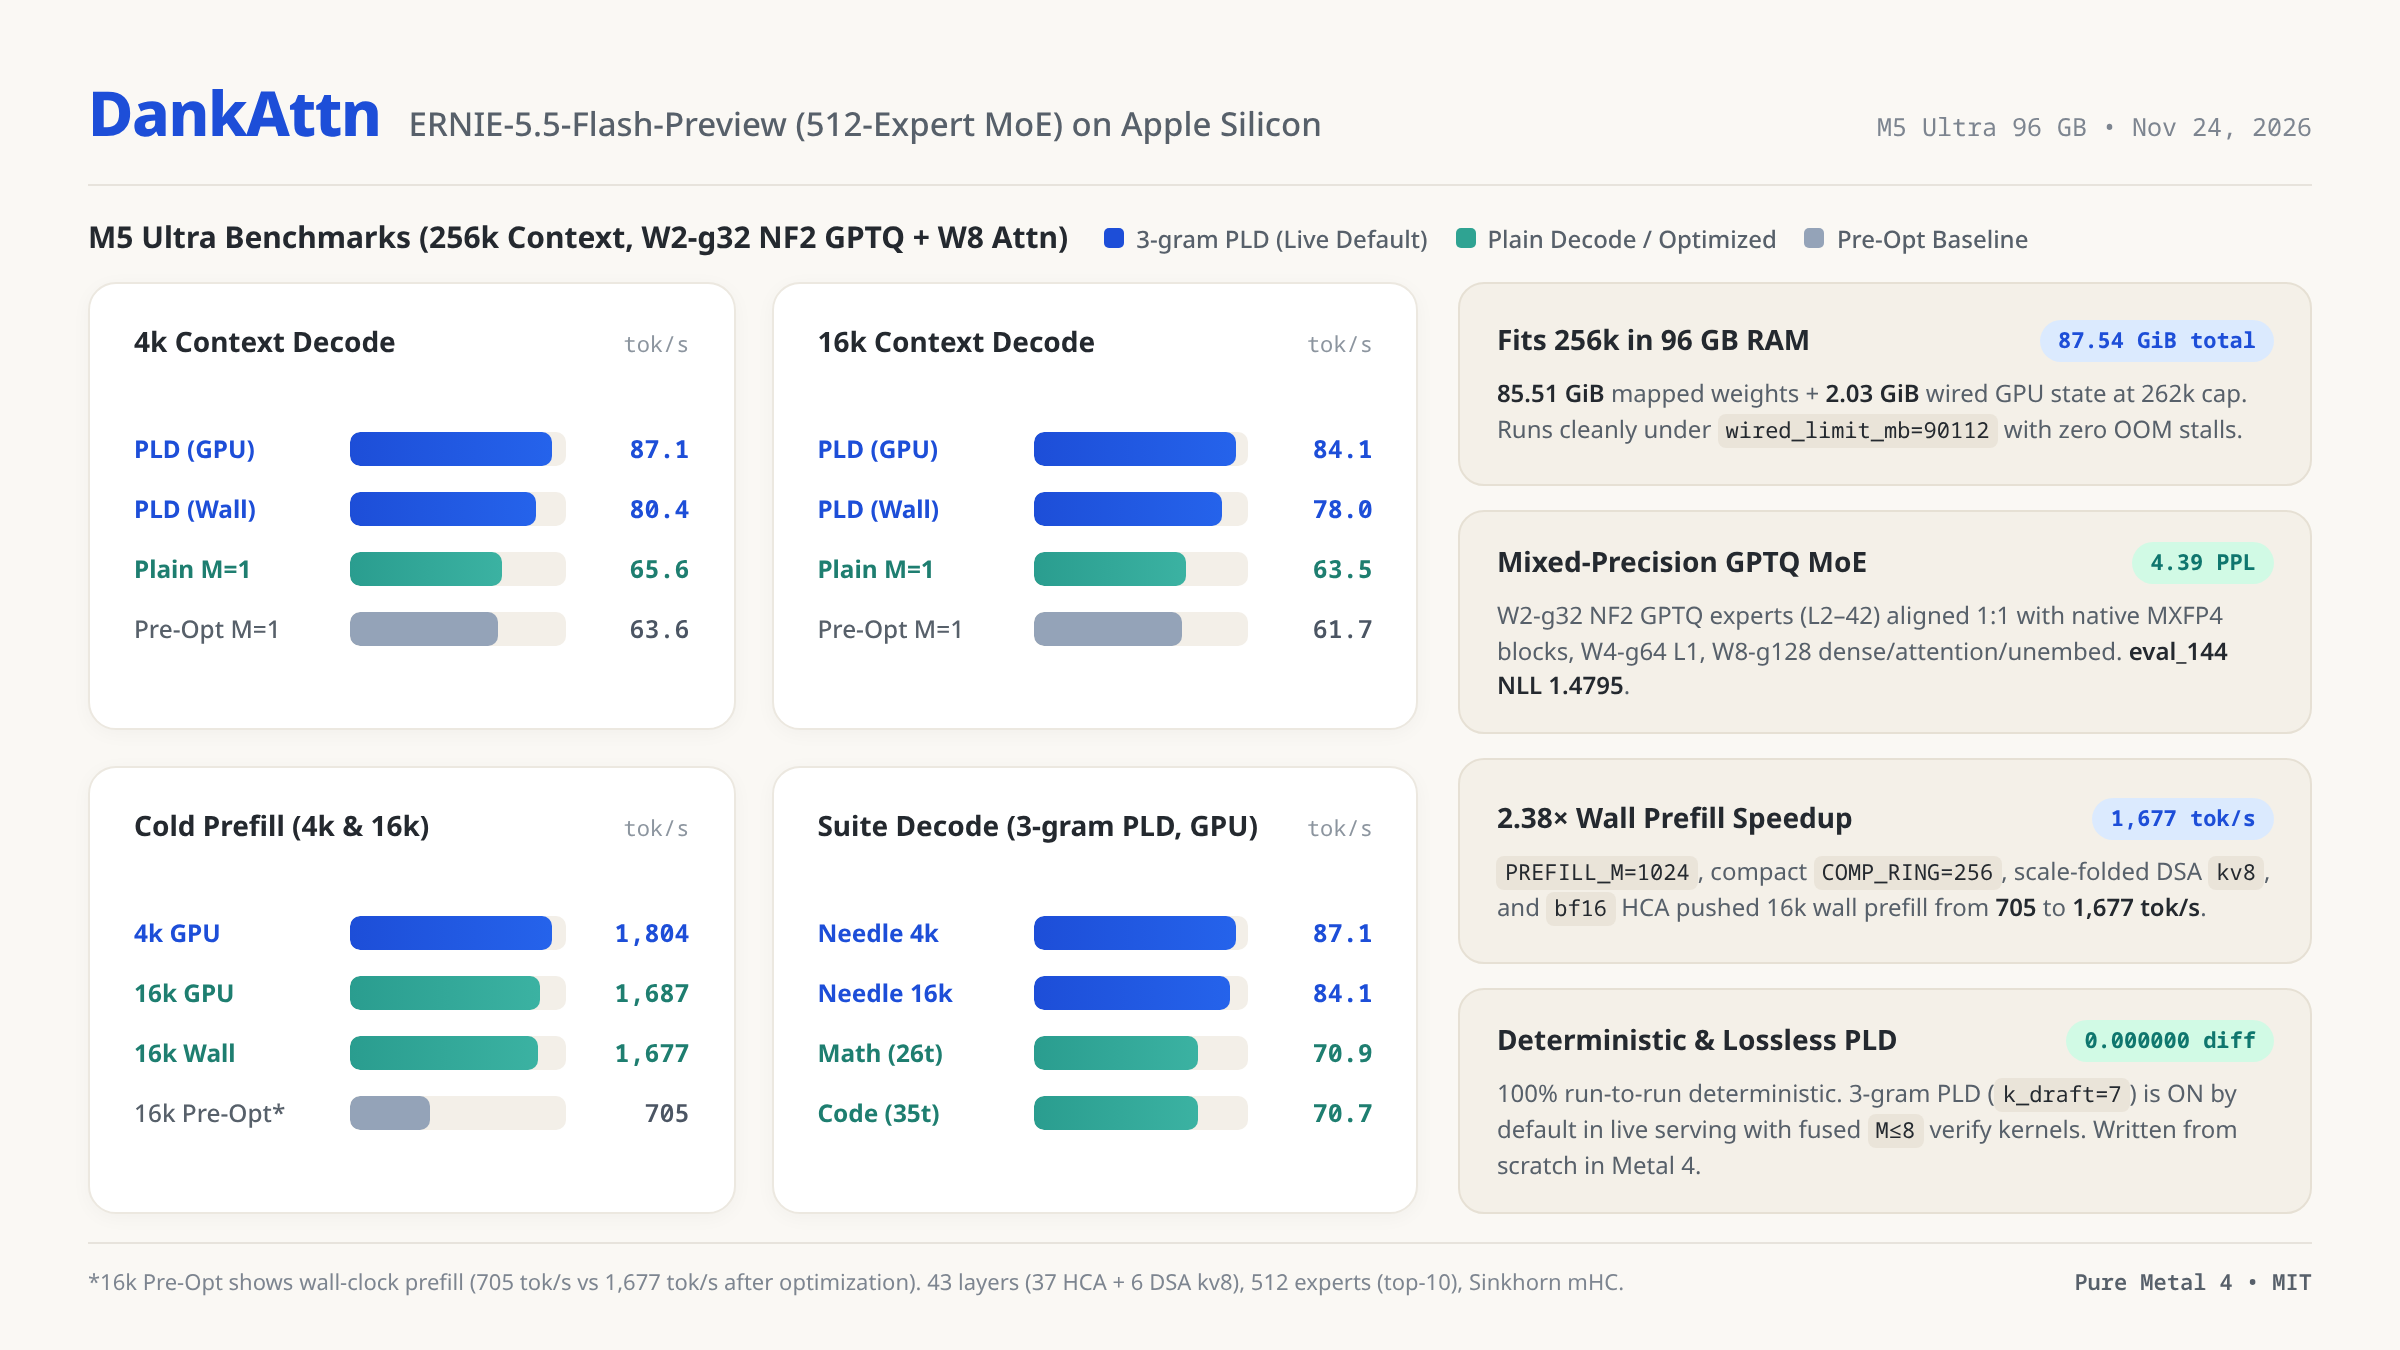 DankAttn ERNIE-5.5-Flash-Preview (512-Expert MoE) on Apple Silicon
M5 Ultra 96 GB • Nov 24, 2026
M5 Ultra Benchmarks (256k Context, W2-g32 NF2 GPTQ + W8 Attn)
3-gram PLD (Live Default)
Plain Decode / Optimized
Pre-Opt Baseline
4k Context Decode tok/s
PLD (GPU) 87.1
PLD (Wall) 80.4
Plain M=1 65.6
Pre-Opt M=1 63.6
16k Context Decode tok/s
PLD (GPU) 84.1
PLD (Wall) 78.0
Plain M=1 63.5
Pre-Opt M=1 61.7
Cold Prefill (4k & 16k) tok/s
4k GPU 1,804
16k GPU 1,687
16k Wall 1,677
16k Pre-Opt* 705
Suite Decode (3-gram PLD, GPU) tok/s
Needle 4k 87.1
Needle 16k 84.1
Math (26t) 70.9
Code (35t) 70.7
Fits 256k in 96 GB RAM 87.54 GiB total
85.51 GiB mapped weights + 2.03 GiB wired GPU state at 262k cap.
Runs cleanly under wired_limit_mb=90112 with zero OOM stalls.
Mixed-Precision GPTQ MoE 4.39 PPL
W2-g32 NF2 GPTQ experts (L2–42) aligned 1:1 with native MXFP4
blocks, W4-g64 L1, W8-g128 dense/attention/unembed. eval_144
NLL 1.4795.
2.38× Wall Prefill Speedup 1,677 tok/s
PREFILL_M=1024, compact COMP_RING=256, scale-folded DSA kv8,
and bf16 HCA pushed 16k wall prefill from 705 to 1,677 tok/s.
Deterministic & Lossless PLD 0.000000 diff
100% run-to-run deterministic. 3-gram PLD (k_draft=7) is ON by
default in live serving with fused M≤8 verify kernels. Written from
scratch in Metal 4.
*16k Pre-Opt shows wall-clock prefill (705 tok/s vs 1,677 tok/s after optimization). 43 layers (37 HCA + 6 DSA kv8), 512 experts (top-10), Sinkhorn mHC.
Pure Metal 4 • MIT